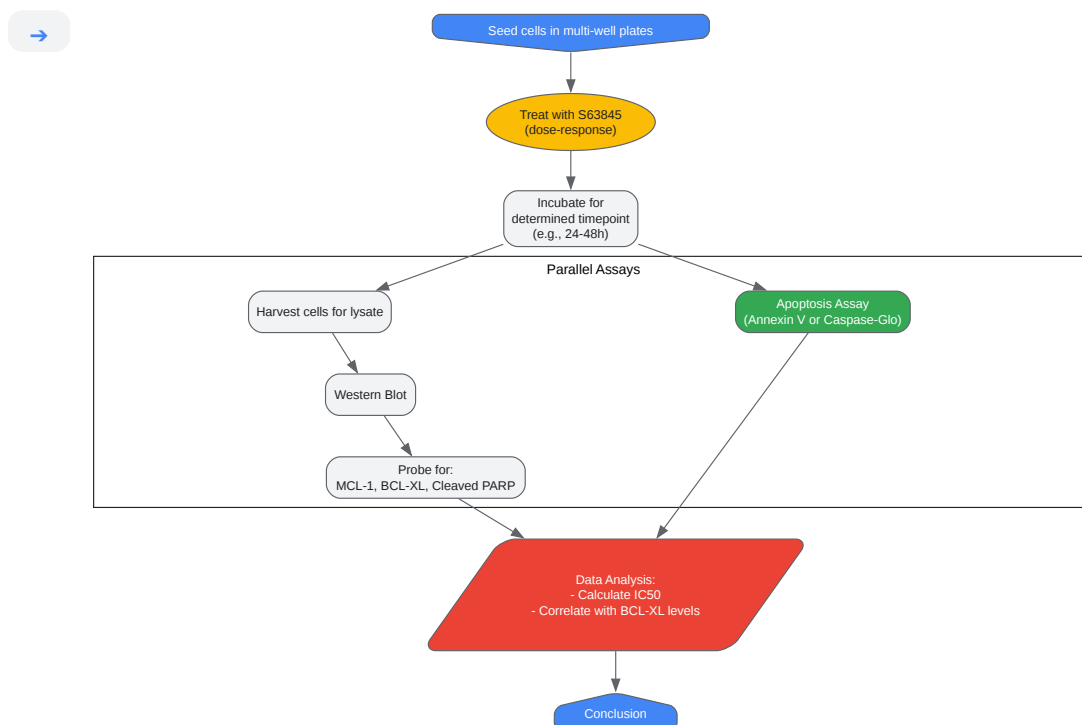 Seed cells in multi-well plates
Treat with S63845
(dose-response)
Incubate for
determined timepoint
(e.g., 24-48h)
Parallel Assays
Harvest cells for lysate
Apoptosis Assay
(Annexin V or Caspase-Glo)
Western Blot
Probe for:
MCL-1, BCL-XL, Cleaved PARP
Data Analysis:
- Calculate IC50
- Correlate with BCL-XL levels
Conclusion